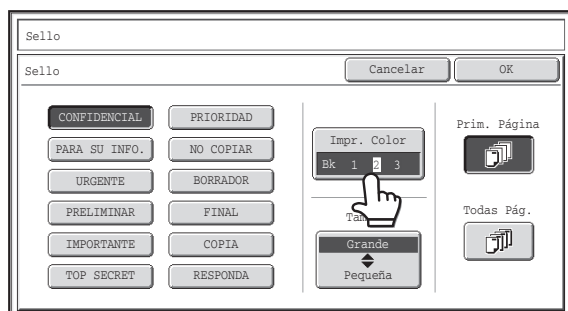 Sello
Sello
Cancelar
OK
CONFIDENCIAL
PRIORIDAD
PARA SU INFO.
NO COPIAR
URGENTE
BORRADOR
PRELIMINAR
FINAL
IMPORTANTE
COPIA
TOP SECRET
RESPONDA
Impr. Color
Bk 1 2 3
Grande
Pequeña
Prim. Página
Todas Pág.